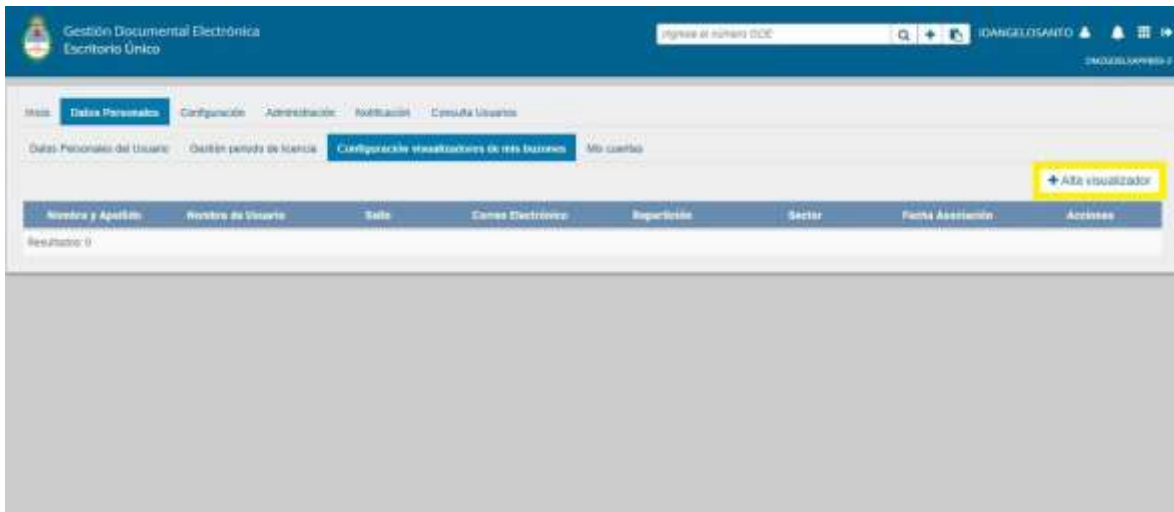 Gestión Documental Electrónica
Escritorio Único
Ingrese el número GDE
IDANGELOSANTO
Inicio Datos Personales Configuración Administración Notificación Consulta Usuarios
Datos Personales del Usuario Gestión periodo de licencia Configuración visualizadores de mis buzones Mis cuentas
+ Alta visualizador
Nombre y Apellido Nombre de Usuario Sello Correo Electrónico Repartición Sector Fecha Asociación Acciones
Resultados: 0